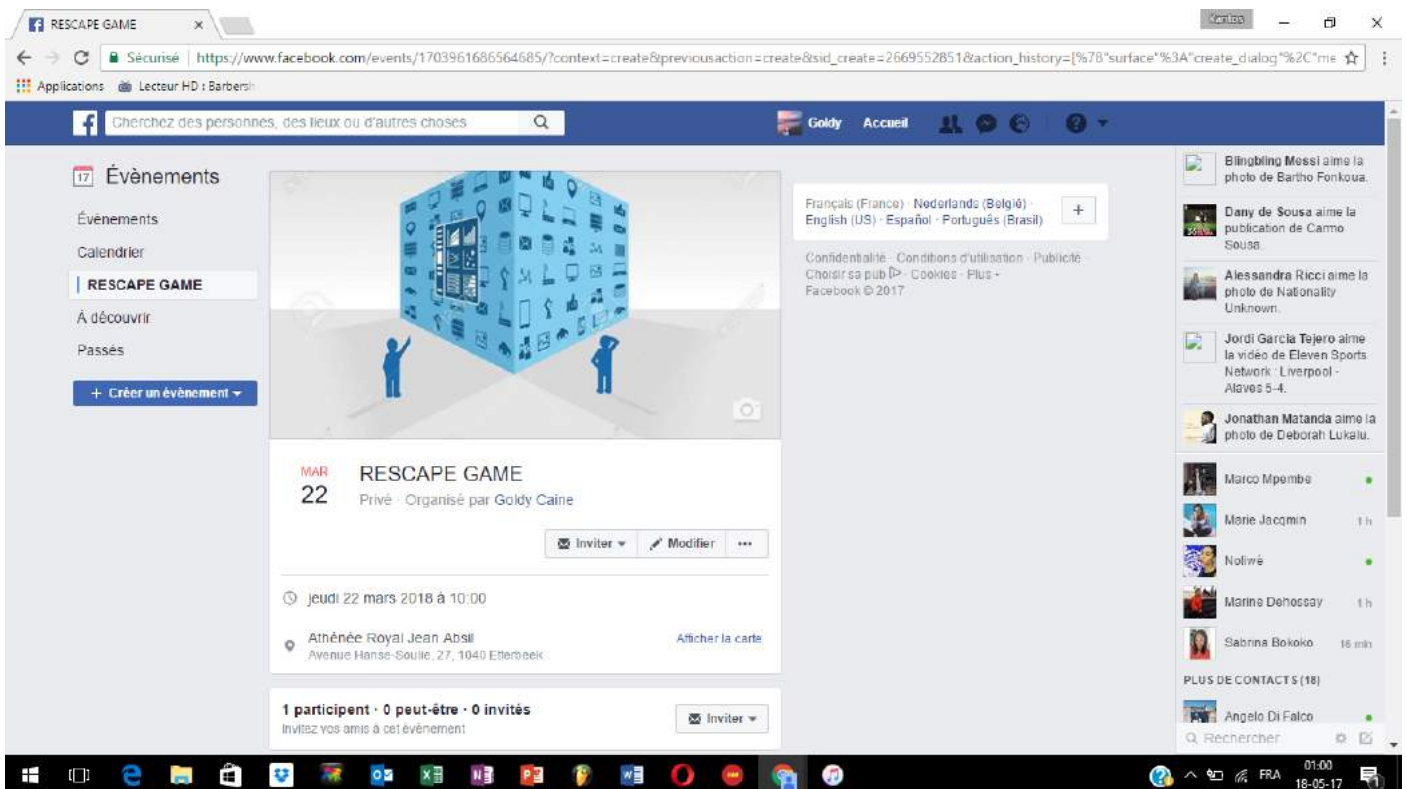 RESCAPE GAME
Kantos
Sécurisé | https://www.facebook.com/events/1703961686564685/?context=create&previousaction=create&sid_create=2669552851&action_history=[%7B"surface"%3A"create_dialog"%2C"me
Applications Lecteur HD : Barbersh
Cherchez des personnes, des lieux ou d'autres choses
Goldy Accueil
17 Évènements
Évènements
Calendrier
RESCAPE GAME
À découvrir
Passés
+ Créer un évènement
MAR
22
RESCAPE GAME
Privé · Organisé par Goldy Caine
Inviter
Modifier
jeudi 22 mars 2018 à 10:00
Athénée Royal Jean Absil
Avenue Hanse-Soulie, 27, 1040 Etterbeek
Afficher la carte
1 participent · 0 peut-être · 0 invités
Invitez vos amis à cet évènement
Inviter
Français (France) · Nederlands (België) ·
English (US) · Español · Português (Brasil)
Confidentialité · Conditions d'utilisation · Publicité ·
Choisir sa pub · Cookies · Plus
Facebook © 2017
Blingbling Messi aime la
photo de Bartho Fonkoua.
Dany de Sousa aime la
publication de Carmo
Sousa.
Alessandra Ricci aime la
photo de Nationality
Unknown.
Jordi Garcia Tejero aime
la vidéo de Eleven Sports
Network : Liverpool -
Alaves 5-4.
Jonathan Matanda aime la
photo de Deborah Lukalu.
Marco Mpembe
Marie Jacqmin 1 h
Noliwé
Marine Dehossay 1 h
Sabrina Bokoko 16 min
PLUS DE CONTACTS (18)
Angelo Di Falco
Rechercher
FRA
01:00
18-05-17